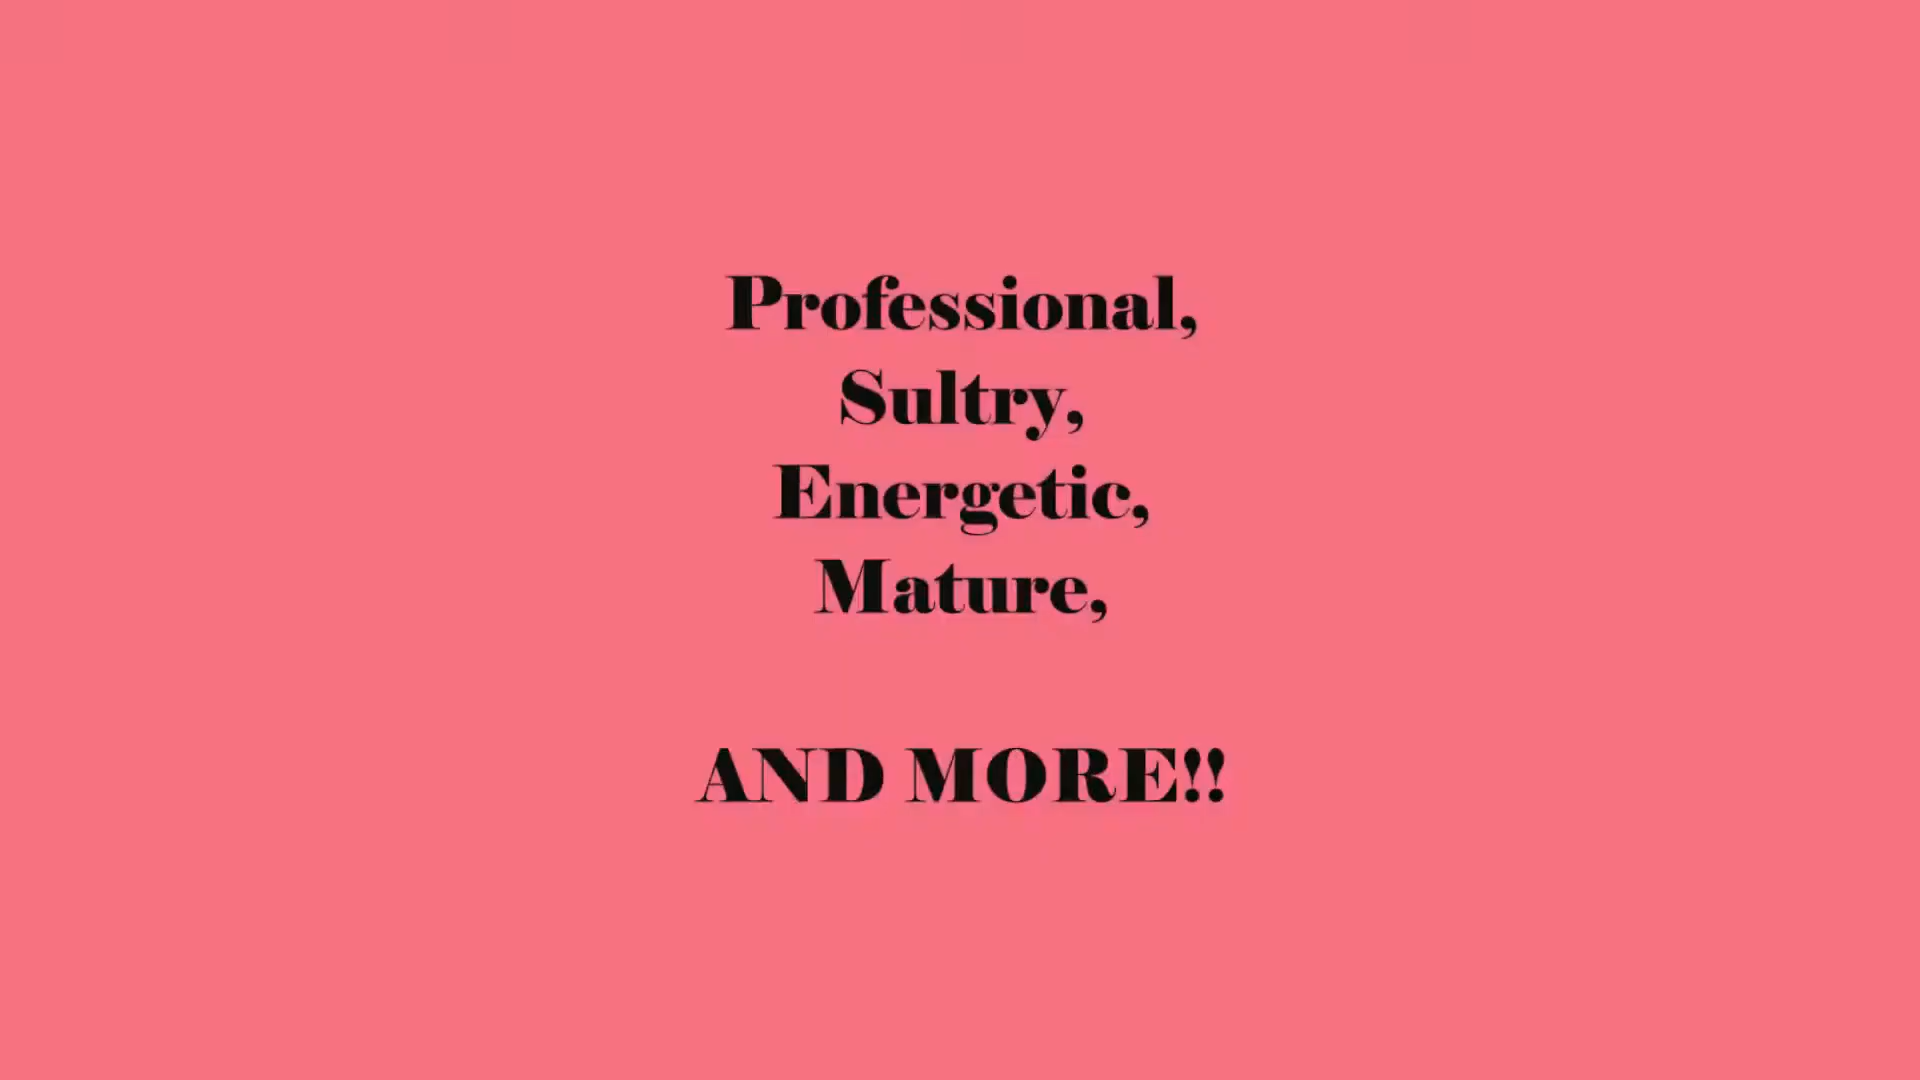 Professional,
Sultry,
Energetic,
Mature,
AND MORE!!